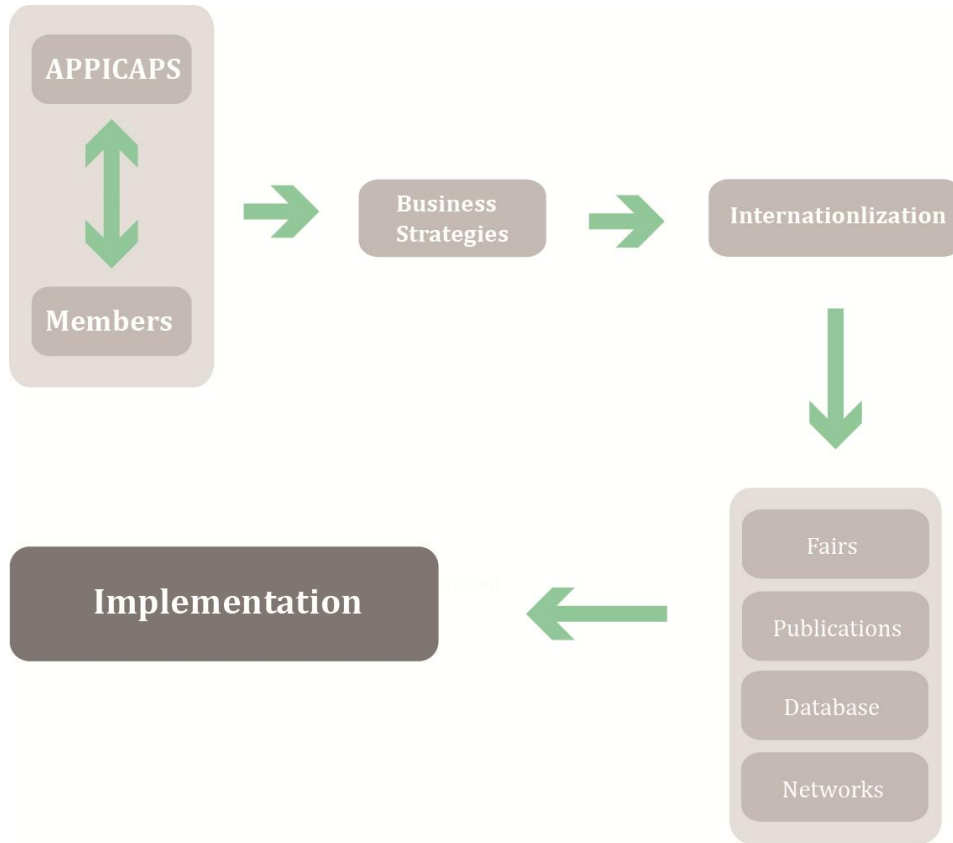 APPICAPS
Members
Business
Strategies
Internationlization
Fairs
Publications
Database
Networks
Implementation